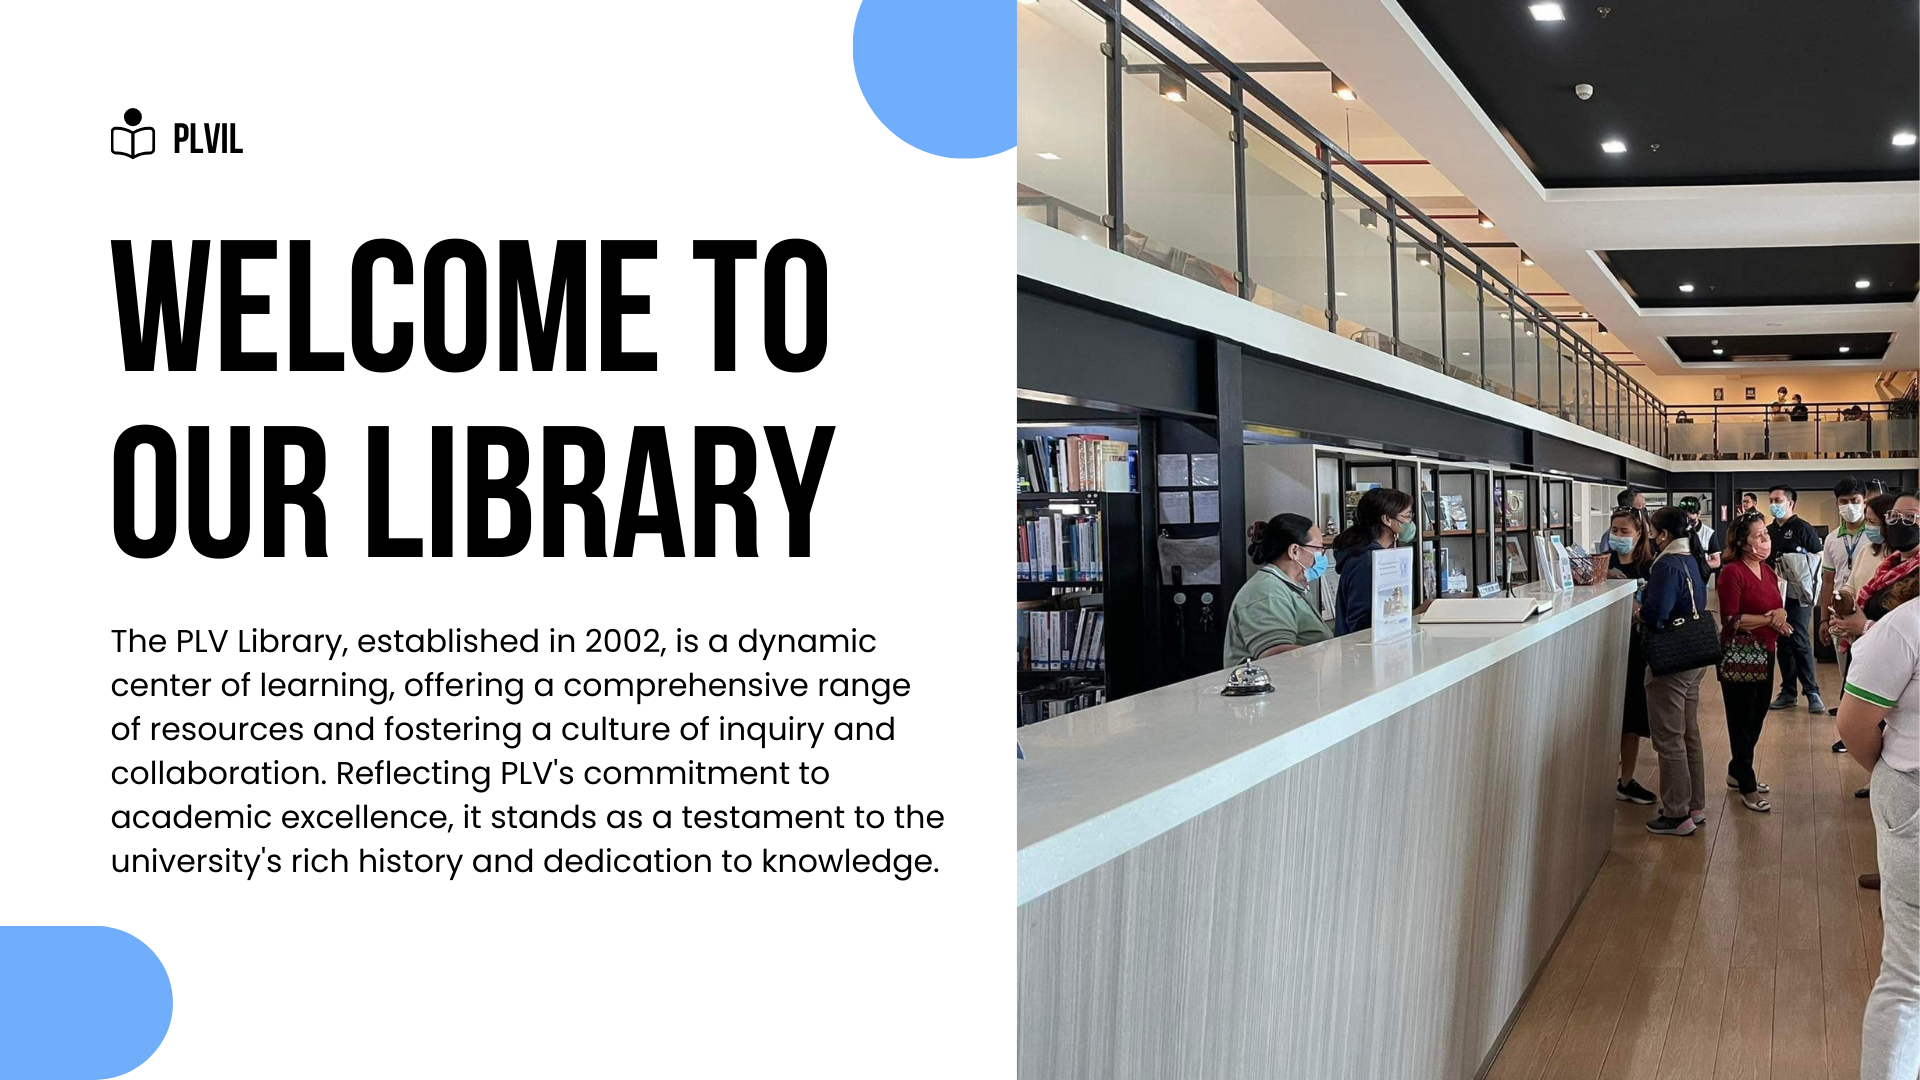 PLVIL
WELCOME TO
OUR LIBRARY
The PLV Library, established in 2002, is a dynamic
center of learning, offering a comprehensive range
of resources and fostering a culture of inquiry and
collaboration. Reflecting PLV's commitment to
academic excellence, it stands as a testament to the
university's rich history and dedication to knowledge.